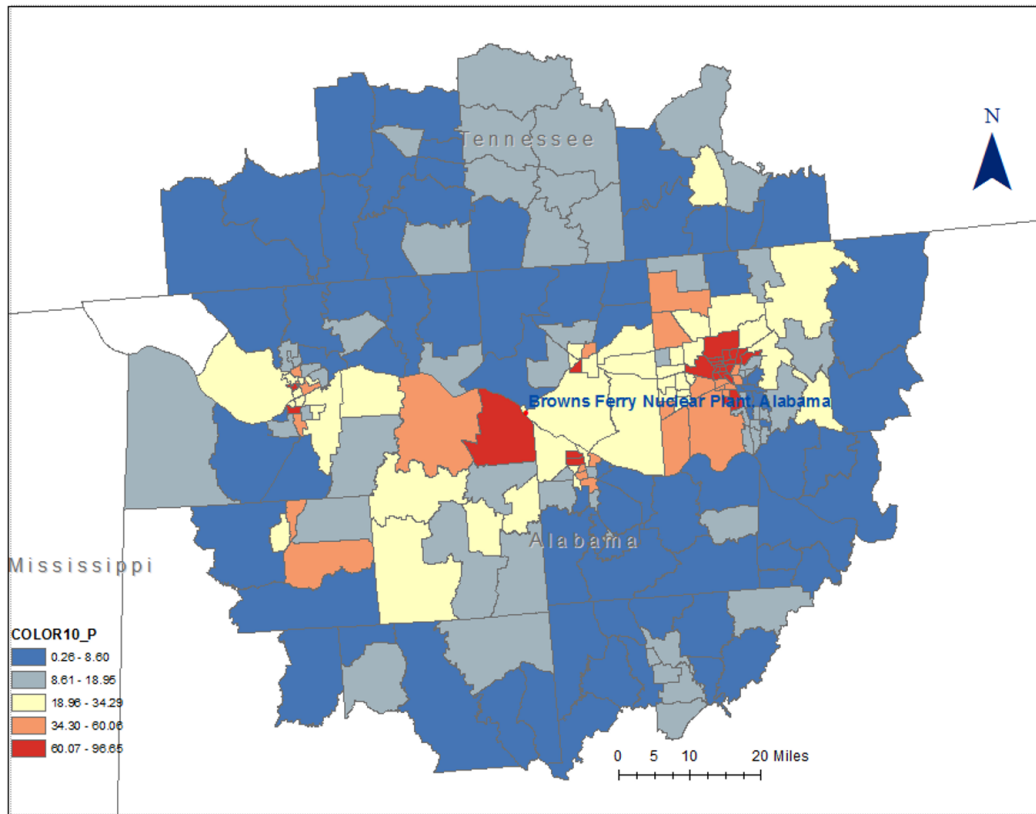 N
Tennessee
Browns Ferry Nuclear Plant, Alabama
Alabama
Mississippi
COLOR10_P
0.26 - 8.60
8.61 - 18.95
18.96 - 34.29
34.30 - 60.06
60.07 - 96.65
0 5 10 20 Miles